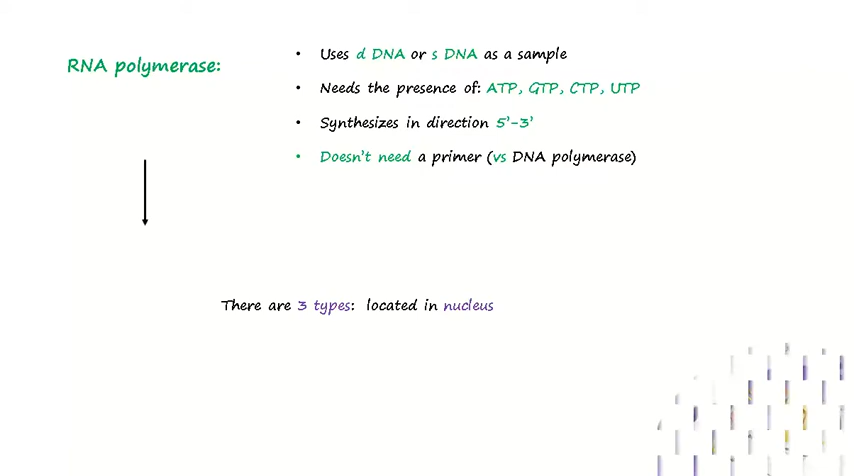 RNA polymerase:
• Uses d DNA or s DNA as a sample
• Needs the presence of: ATP, GTP, CTP, UTP
• Synthesizes in direction 5'-3'
• Doesn't need a primer (vs DNA polymerase)
There are 3 types: located in nucleus